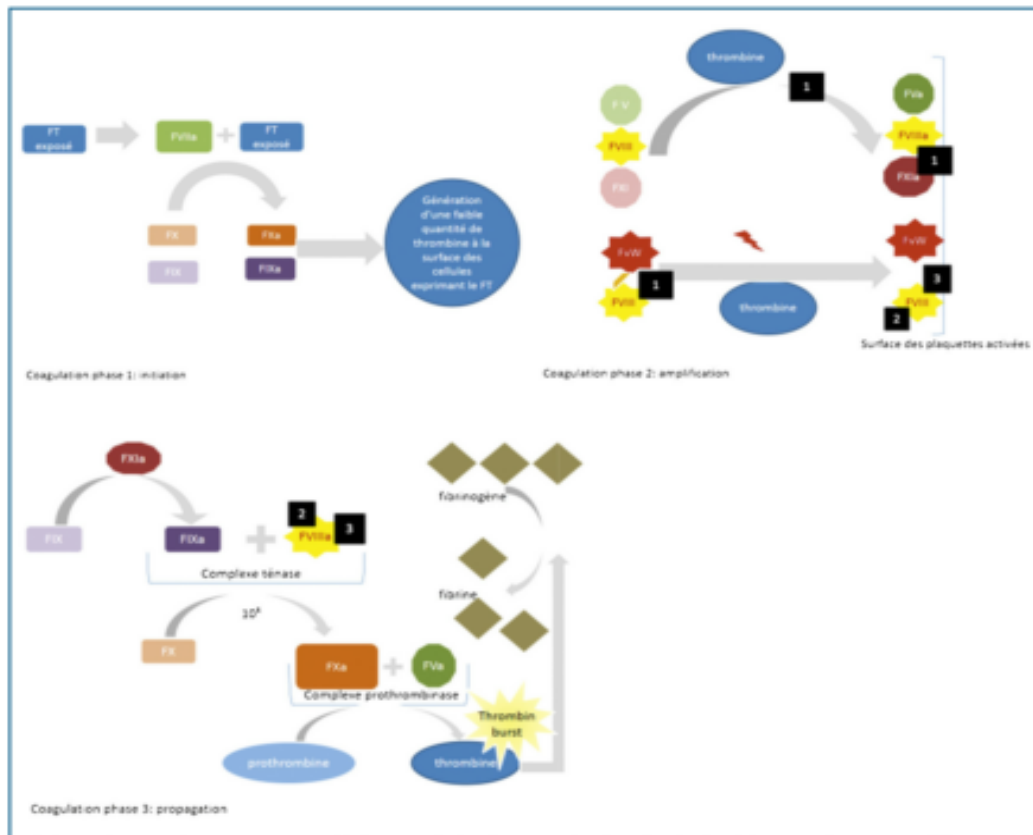 FT
exposé
FVIIa
FT
exposé
FX
FIX
FXa
FIXa
Génération
d'une faible
quantité de
thrombine à la
surface des
cellules
exprimant le FT
Coagulation phase 1: initiation
thrombine
1
F V
FVIII
FXI
FVa
FVIIIa
1
FXIa
FvW
1
FVIII
thrombine
FvW
3
FVIII
2
Surface des plaquettes activées
Coagulation phase 2: amplification
FXIa
FIX
FIXa
2
FVIIIa
3
Complexe ténase
FX
FXa
FVa
Complexe prothrombinase
prothrombine
thrombine
Thrombin
burst
fibrinogène
fibrine
Coagulation phase 3: propagation